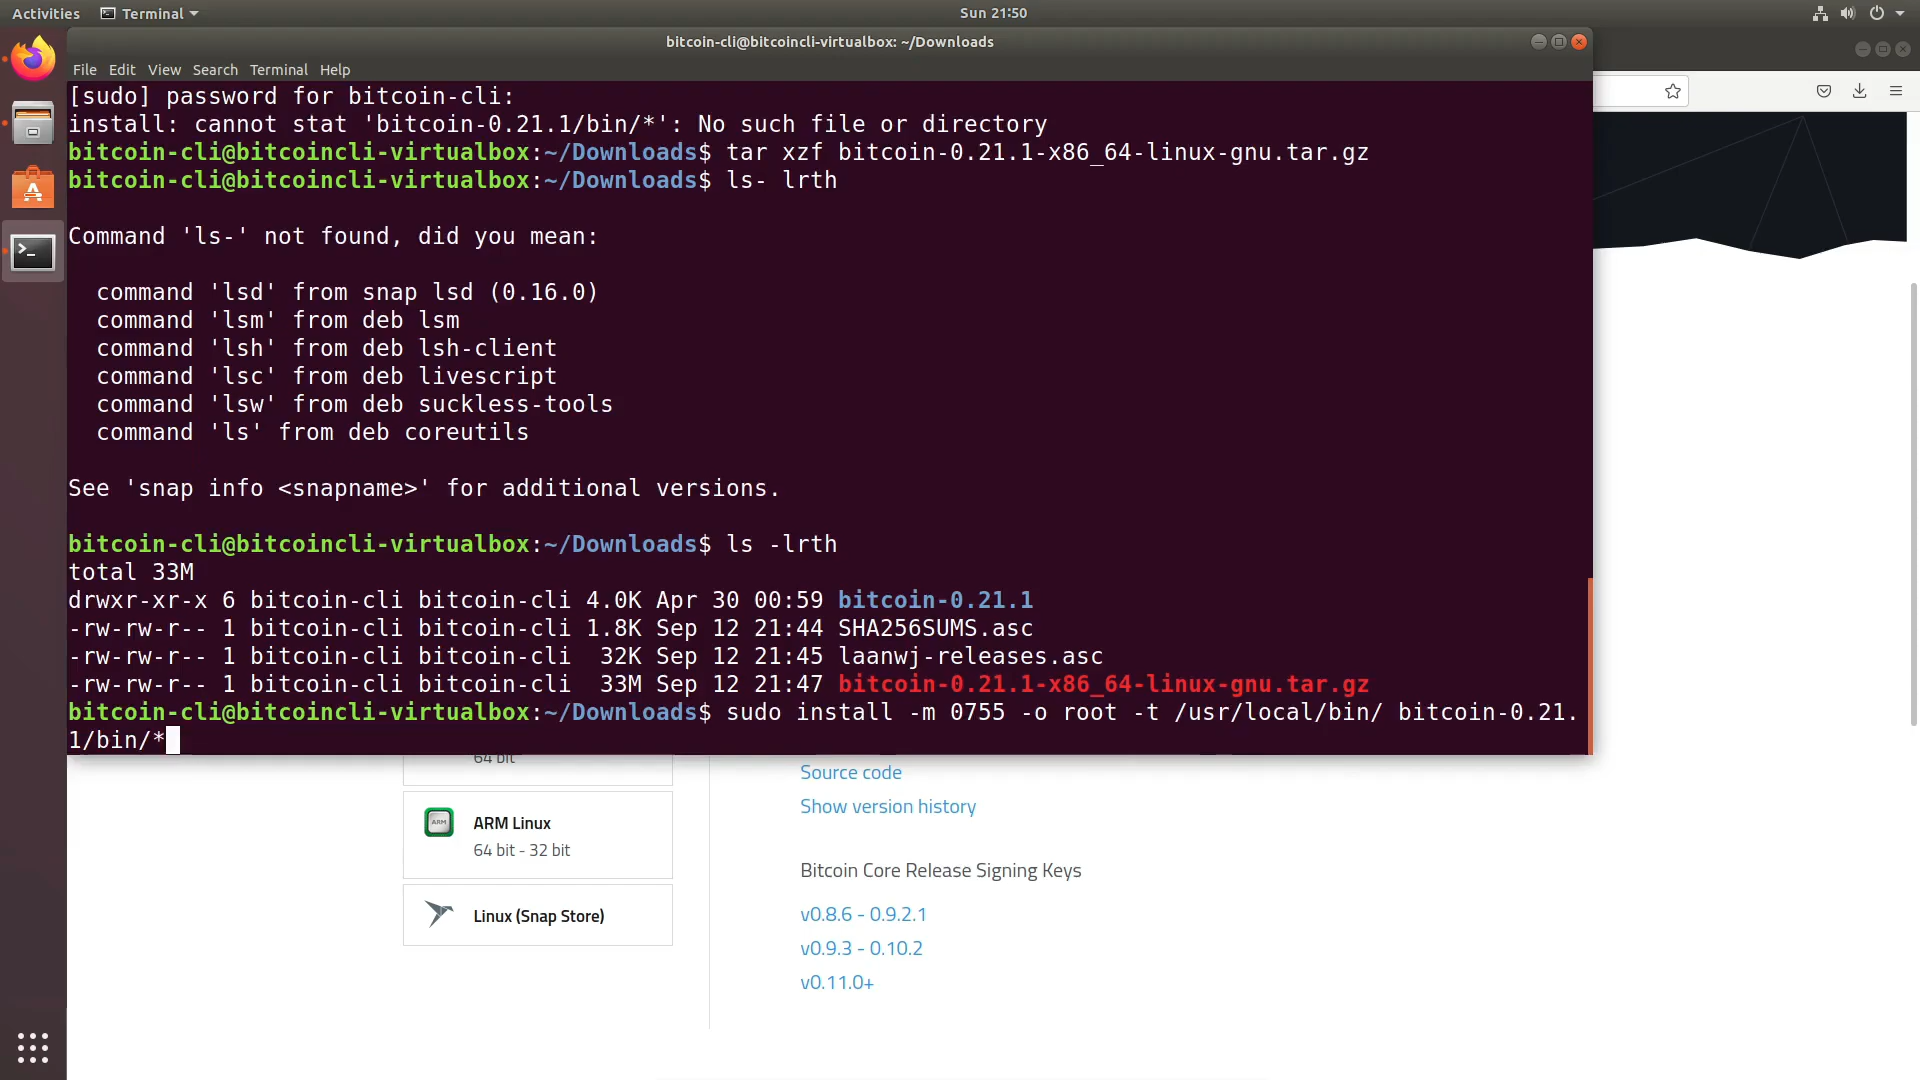 Activities Terminal Sun 21:50
bitcoin-cli@bitcoincli-virtualbox: ~/Downloads
File Edit View Search Terminal Help
[sudo] password for bitcoin-cli:
install: cannot stat 'bitcoin-0.21.1/bin/*': No such file or directory
bitcoin-cli@bitcoincli-virtualbox:~/Downloads$ tar xzf bitcoin-0.21.1-x86_64-linux-gnu.tar.gz
bitcoin-cli@bitcoincli-virtualbox:~/Downloads$ ls- lrth
Command 'ls-' not found, did you mean:
command 'lsd' from snap lsd (0.16.0)
command 'lsm' from deb lsm
command 'lsh' from deb lsh-client
command 'lsc' from deb livescript
command 'lsw' from deb suckless-tools
command 'ls' from deb coreutils
See 'snap info <snapname>' for additional versions.
bitcoin-cli@bitcoincli-virtualbox:~/Downloads$ ls -lrth
total 33M
drwxr-xr-x 6 bitcoin-cli bitcoin-cli 4.0K Apr 30 00:59 bitcoin-0.21.1
-rw-rw-r-- 1 bitcoin-cli bitcoin-cli 1.8K Sep 12 21:44 SHA256SUMS.asc
-rw-rw-r-- 1 bitcoin-cli bitcoin-cli  32K Sep 12 21:45 laanwj-releases.asc
-rw-rw-r-- 1 bitcoin-cli bitcoin-cli  33M Sep 12 21:47 bitcoin-0.21.1-x86_64-linux-gnu.tar.gz
bitcoin-cli@bitcoincli-virtualbox:~/Downloads$ sudo install -m 0755 -o root -t /usr/local/bin/ bitcoin-0.21.
1/bin/*
64 bit
ARM
ARM Linux
64 bit - 32 bit
Linux (Snap Store)
Source code
Show version history
Bitcoin Core Release Signing Keys
v0.8.6 - 0.9.2.1
v0.9.3 - 0.10.2
v0.11.0+